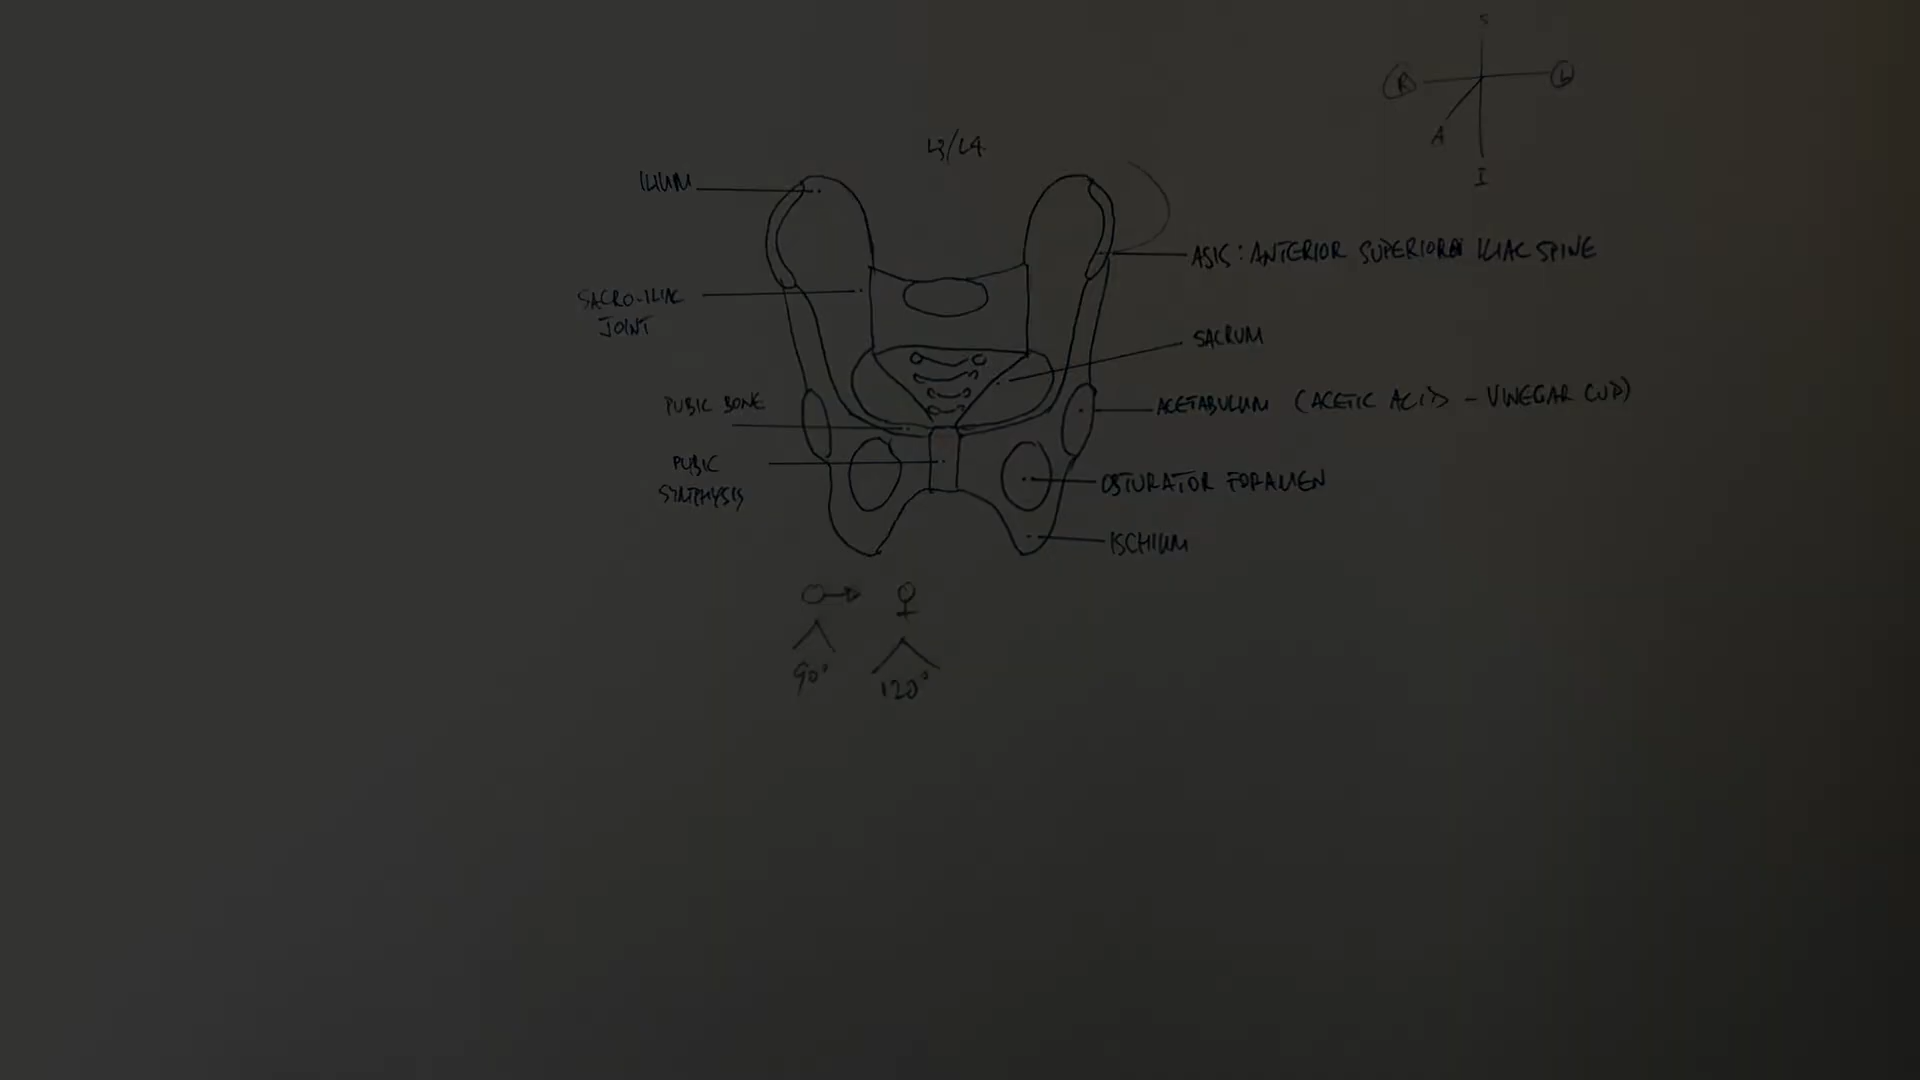 S
R
L
A
I
L3/L4
ILIUM
ASIS: ANTERIOR SUPERIOR ILIAC SPINE
SACRO-ILIAC
JOINT
SACRUM
PUBIC BONE
ACETABULUM (ACETIC ACID - VINEGAR CUP)
PUBIC
SYMPHYSIS
OBTURATOR FORAMEN
ISCHIUM
90°
120°